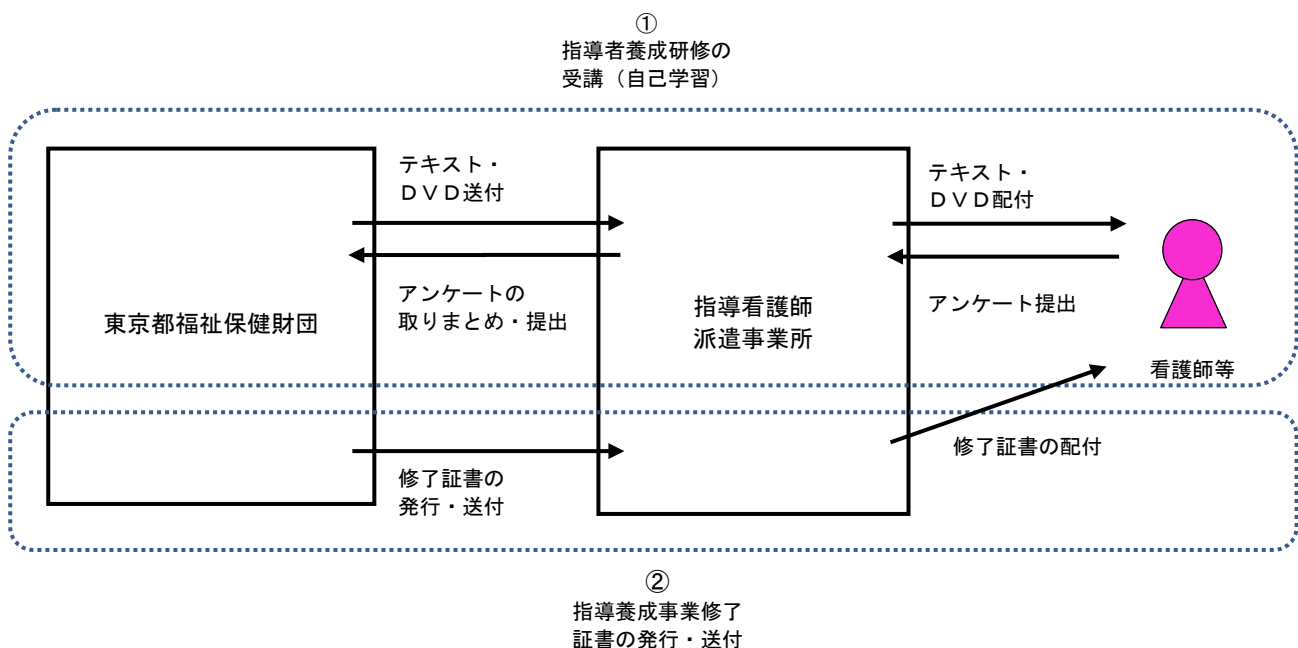 ①
指導者養成研修の
受講（自己学習）
テキスト・
ＤＶＤ送付
テキスト・
ＤＶＤ配付
アンケートの
取りまとめ・提出
アンケート提出
東京都福祉保健財団
指導看護師
派遣事業所
看護師等
修了証書の
発行・送付
修了証書の配付
②
指導養成事業修了
証書の発行・送付